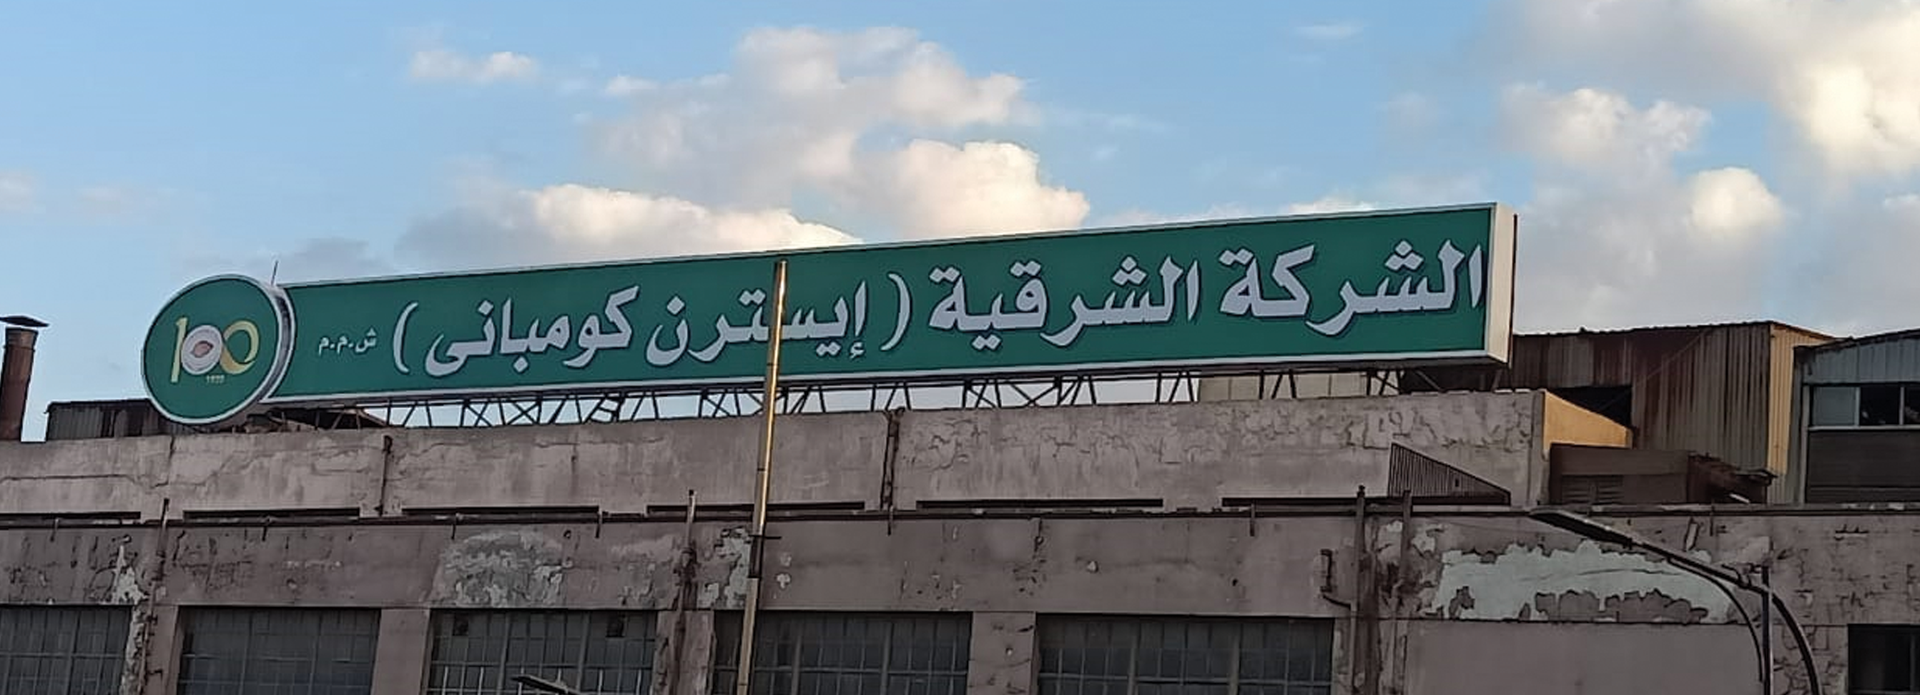 الشركة الشرقية ( إيسترن كومبانى ) ش.م.م
100